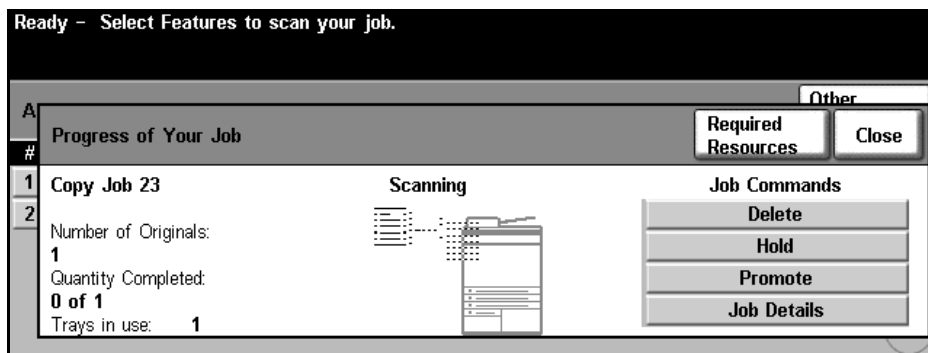 Ready - Select Features to scan your job.
Other
A
Progress of Your Job
Required
Resources
Close
#
1
Copy Job 23
Scanning
Job Commands
2
Number of Originals:
1
Quantity Completed:
0 of 1
Trays in use: 1
Delete
Hold
Promote
Job Details